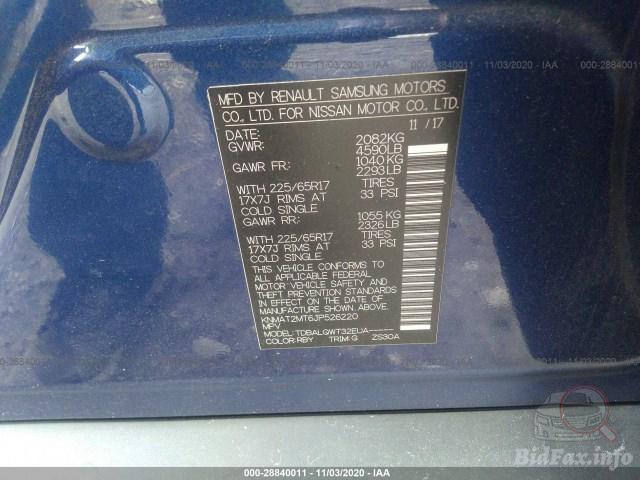 MFD BY RENAULT SAMSUNG MOTORS
CO., LTD. FOR NISSAN MOTOR CO., LTD.
DATE: 11 / 17
GVWR: 2082KG
4590LB
GAWR FR: 1040 KG
2293 LB
WITH 225/65R17 TIRES
17X7J RIMS AT 33 PSI
COLD SINGLE
GAWR RR: 1055 KG
2326 LB
WITH 225/65R17 TIRES
17X7J RIMS AT 33 PSI
COLD SINGLE
THIS VEHICLE CONFORMS TO
ALL APPLICABLE FEDERAL
MOTOR VEHICLE SAFETY AND
THEFT PREVENTION STANDARDS
IN EFFECT ON THE DATE OF
MANUFACTURE SHOWN ABOVE.
KNMAT2MT6JP526220
MPV
MODEL: TDBALQWT32EUA
COLOR:RBY TRIM:G ZS30A
000-28840011 - 11/03/2020 - IAA
BidFax.info